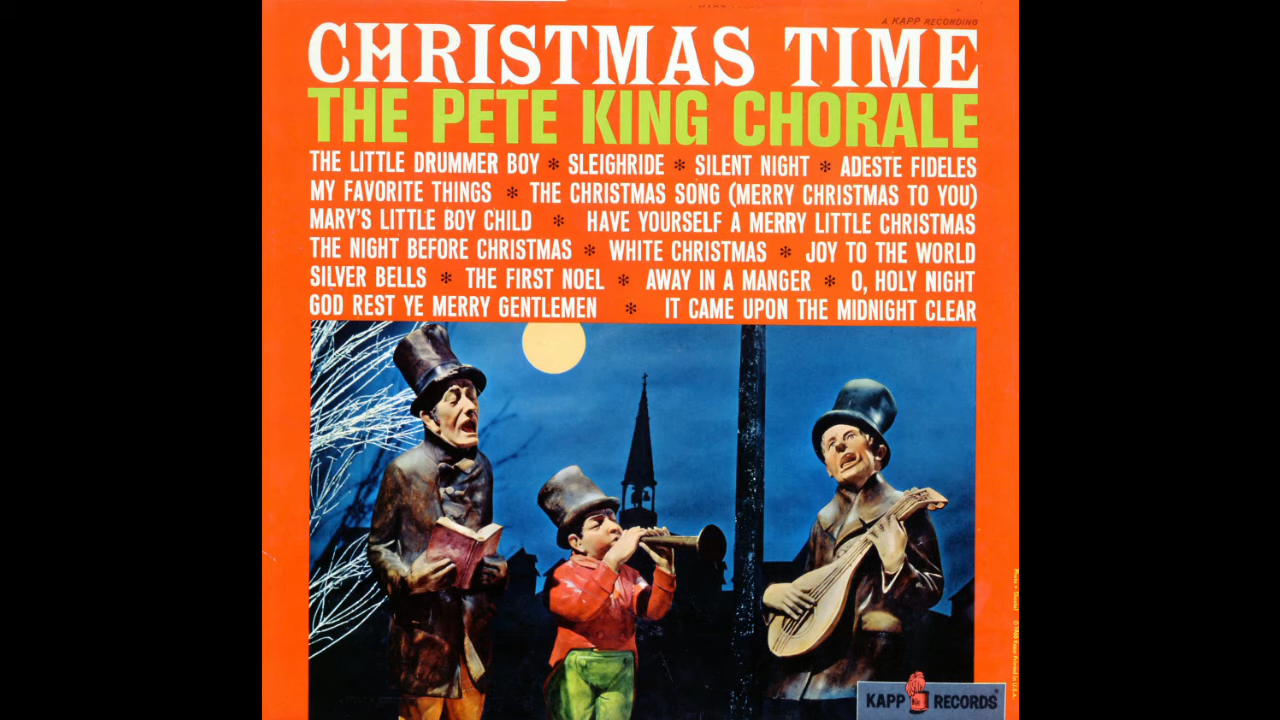 A KAPP RECORDING
CHRISTMAS TIME
THE PETE KING CHORALE
THE LITTLE DRUMMER BOY * SLEIGHRIDE * SILENT NIGHT * ADESTE FIDELES
MY FAVORITE THINGS * THE CHRISTMAS SONG (MERRY CHRISTMAS TO YOU)
MARY'S LITTLE BOY CHILD * HAVE YOURSELF A MERRY LITTLE CHRISTMAS
THE NIGHT BEFORE CHRISTMAS * WHITE CHRISTMAS * JOY TO THE WORLD
SILVER BELLS * THE FIRST NOEL * AWAY IN A MANGER * O, HOLY NIGHT
GOD REST YE MERRY GENTLEMEN * IT CAME UPON THE MIDNIGHT CLEAR
KAPP RECORDS